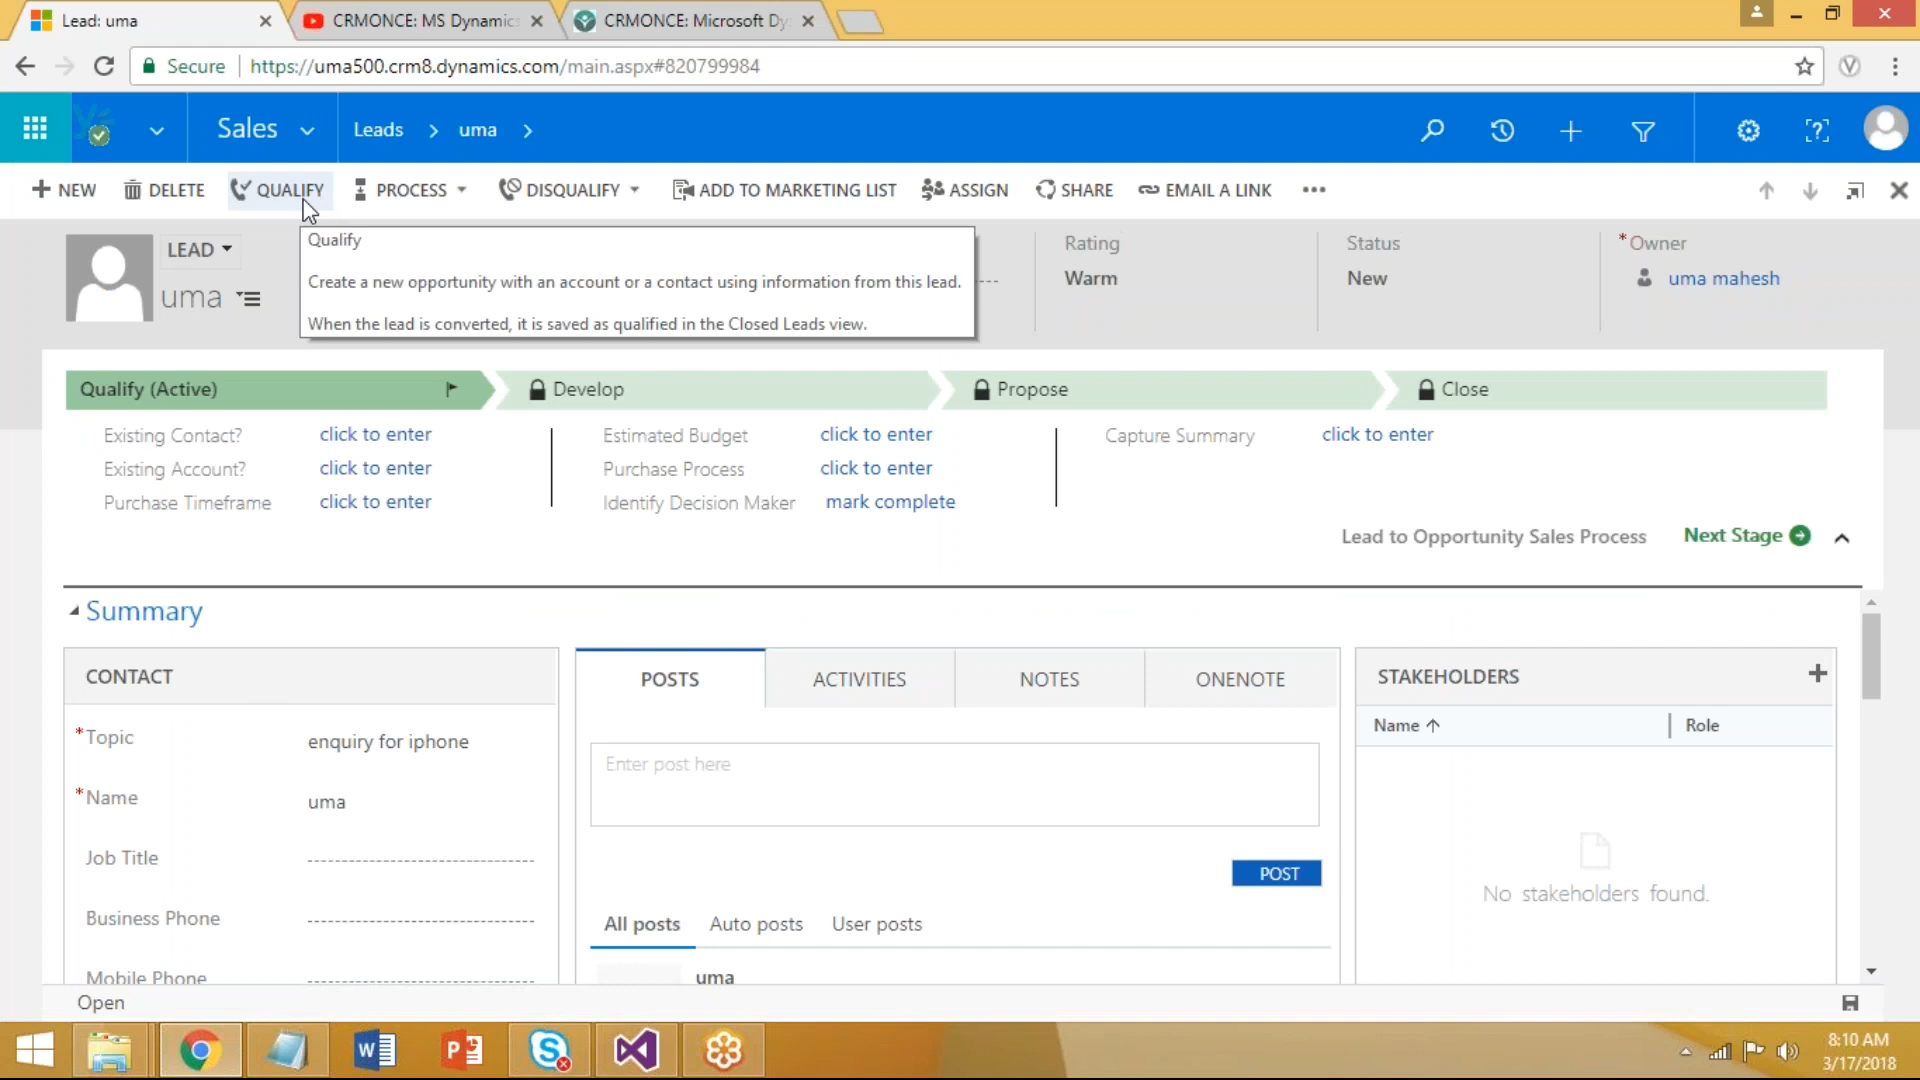 Lead: uma
CRMONCE: MS Dynamics
CRMONCE: Microsoft Dy
Secure https://uma500.crm8.dynamics.com/main.aspx#820799984
Sales Leads > uma >
NEW DELETE QUALIFY PROCESS DISQUALIFY ADD TO MARKETING LIST ASSIGN SHARE EMAIL A LINK ...
LEAD
uma
Qualify
Create a new opportunity with an account or a contact using information from this lead.
When the lead is converted, it is saved as qualified in the Closed Leads view.
Rating
Warm
Status
New
*Owner
uma mahesh
Qualify (Active) Develop Propose Close
Existing Contact? click to enter
Existing Account? click to enter
Purchase Timeframe click to enter
Estimated Budget click to enter
Purchase Process click to enter
Identify Decision Maker mark complete
Capture Summary click to enter
Lead to Opportunity Sales Process Next Stage
Summary
CONTACT
*Topic enquiry for iphone
*Name uma
Job Title
Business Phone
Mobile Phone
POSTS ACTIVITIES NOTES ONENOTE
Enter post here
POST
All posts Auto posts User posts
uma
STAKEHOLDERS
Name Role
No stakeholders found.
Open
8:10 AM
3/17/2018